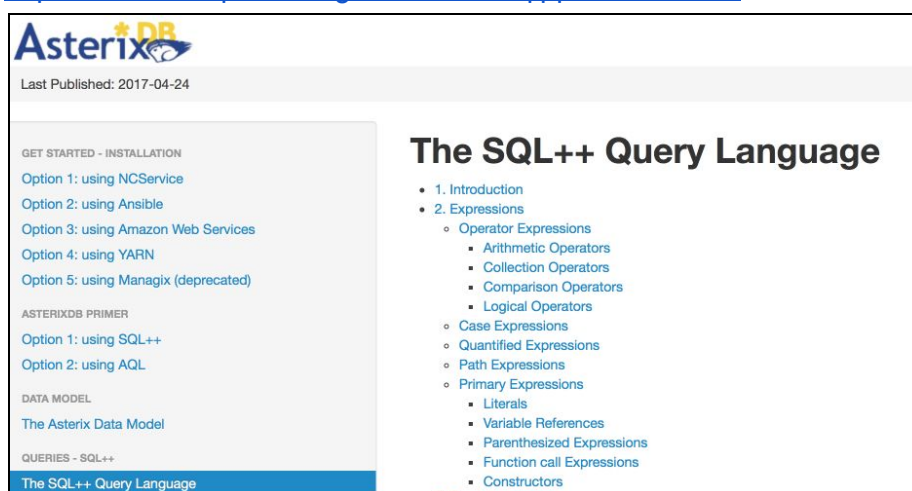 Asterix DB
Last Published: 2017-04-24
GET STARTED - INSTALLATION
Option 1: using NCService
Option 2: using Ansible
Option 3: using Amazon Web Services
Option 4: using YARN
Option 5: using Managix (deprecated)
ASTERIXDB PRIMER
Option 1: using SQL++
Option 2: using AQL
DATA MODEL
The Asterix Data Model
QUERIES - SQL++
The SQL++ Query Language
The SQL++ Query Language
• 1. Introduction
• 2. Expressions
◦ Operator Expressions
▪ Arithmetic Operators
▪ Collection Operators
▪ Comparison Operators
▪ Logical Operators
◦ Case Expressions
◦ Quantified Expressions
◦ Path Expressions
◦ Primary Expressions
▪ Literals
▪ Variable References
▪ Parenthesized Expressions
▪ Function call Expressions
▪ Constructors